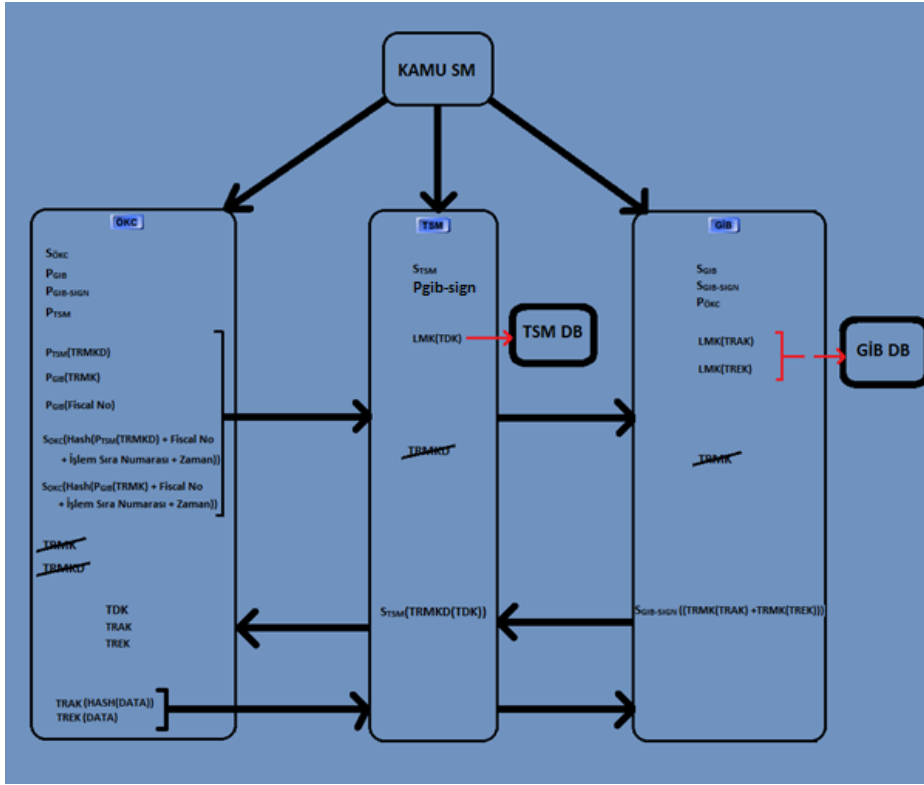 KAMU SM
ÖKC
SÖKC
PGIB
PGIB-SIGN
PTSM
PTSM(TRMKD)
PGIB(TRMK)
PGIB(Fiscal No)
SOKC(Hash(PTSM(TRMKD) + Fiscal No
+ İşlem Sıra Numarası + Zaman))
SOKC(Hash(PGIB(TRMK) + Fiscal No
+ İşlem Sıra Numarası + Zaman))
TRMK
TRMKD
TDK
TRAK
TREK
TRAK (HASH(DATA))
TREK (DATA)
TSM
STSM
Pgib-sign
LMK(TDK)
TSM DB
TRMKD
STSM(TRMKD(TDK))
GİB
SGIB
SGIB-SIGN
PÖKC
LMK(TRAK)
LMK(TREK)
GİB DB
TRMK
SGIB-SIGN ((TRMK(TRAK) +TRMK(TREK)))